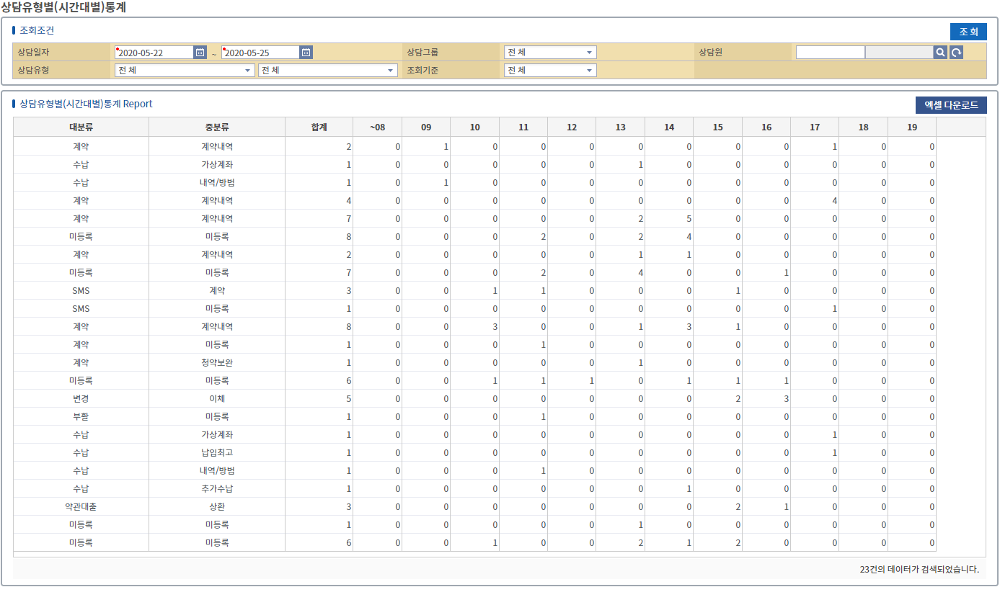 상담유형별(시간대별)통계
조회조건
조 회
상담일자 2020-05-22 ~ 2020-05-25 상담그룹 전 체 상담원
상담유형 전 체 전 체 조회기준 전 체
상담유형별(시간대별)통계 Report
엑셀 다운로드
대분류 중분류 합계 ~08 09 10 11 12 13 14 15 16 17 18 19
계약 계약내역 2 0 1 0 0 0 0 0 0 0 1 0 0
수납 가상계좌 1 0 0 0 0 0 1 0 0 0 0 0 0
수납 내역/방법 1 0 1 0 0 0 0 0 0 0 0 0 0
계약 계약내역 4 0 0 0 0 0 0 0 0 0 4 0 0
계약 계약내역 7 0 0 0 0 0 2 5 0 0 0 0 0
미등록 미등록 8 0 0 0 2 0 2 4 0 0 0 0 0
계약 계약내역 2 0 0 0 0 0 1 1 0 0 0 0 0
미등록 미등록 7 0 0 0 2 0 4 0 0 1 0 0 0
SMS 계약 3 0 0 1 1 0 0 0 1 0 0 0 0
SMS 미등록 1 0 0 0 0 0 0 0 0 0 1 0 0
계약 계약내역 8 0 0 3 0 0 1 3 1 0 0 0 0
계약 미등록 1 0 0 0 1 0 0 0 0 0 0 0 0
계약 청약보완 1 0 0 0 0 0 1 0 0 0 0 0 0
미등록 미등록 6 0 0 1 1 1 0 1 1 1 0 0 0
변경 이체 5 0 0 0 0 0 0 0 2 3 0 0 0
부활 미등록 1 0 0 0 1 0 0 0 0 0 0 0 0
수납 가상계좌 1 0 0 0 0 0 0 0 0 0 1 0 0
수납 납입최고 1 0 0 0 0 0 0 0 0 0 1 0 0
수납 내역/방법 1 0 0 0 1 0 0 0 0 0 0 0 0
수납 추가수납 1 0 0 0 0 0 0 1 0 0 0 0 0
약관대출 상환 3 0 0 0 0 0 0 0 2 1 0 0 0
미등록 미등록 1 0 0 0 0 0 1 0 0 0 0 0 0
미등록 미등록 6 0 0 1 0 0 2 1 2 0 0 0 0
23건의 데이터가 검색되었습니다.